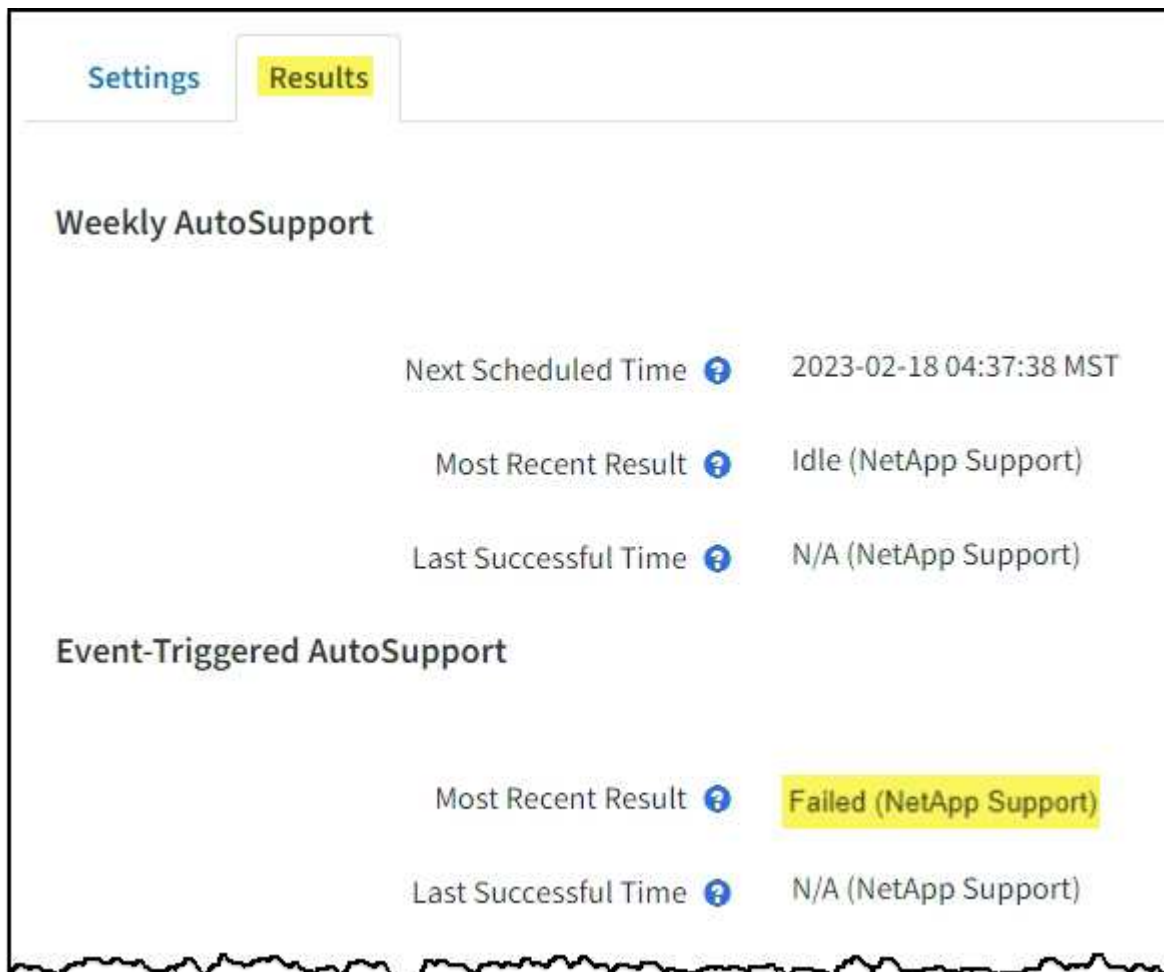 Settings Results
Weekly AutoSupport
Next Scheduled Time 2023-02-18 04:37:38 MST
Most Recent Result Idle (NetApp Support)
Last Successful Time N/A (NetApp Support)
Event-Triggered AutoSupport
Most Recent Result Failed (NetApp Support)
Last Successful Time N/A (NetApp Support)